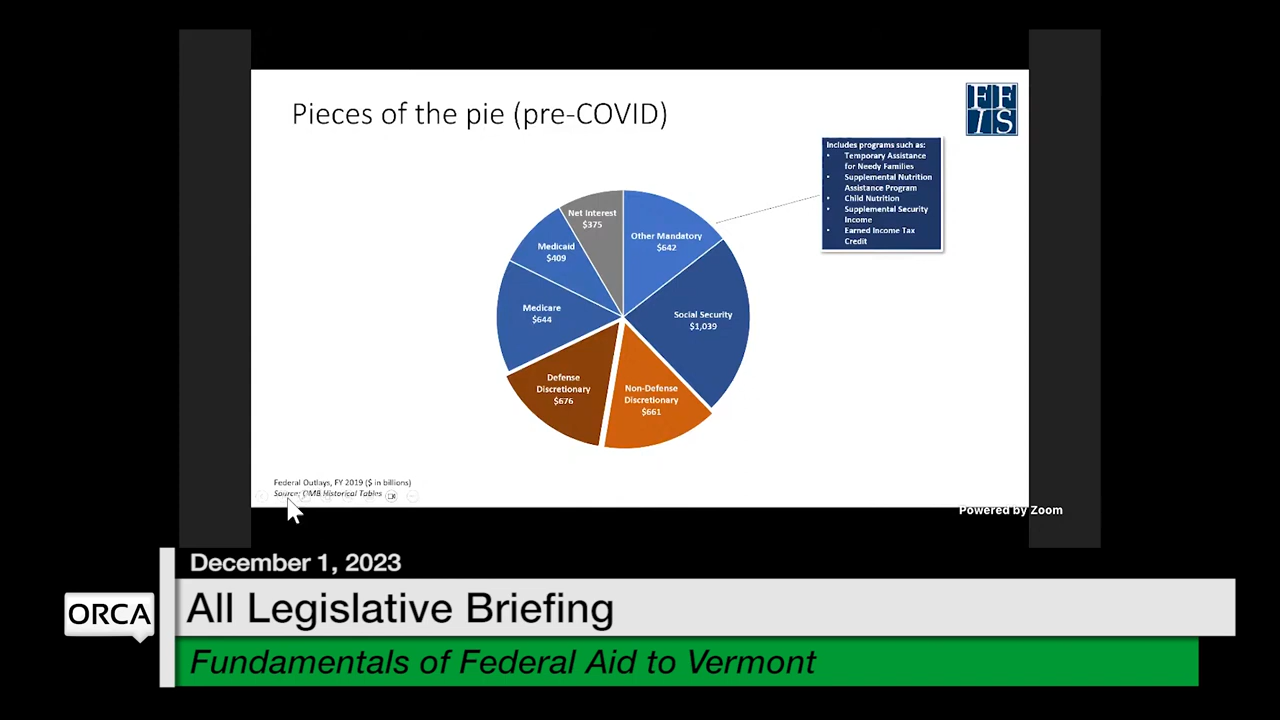 Pieces of the pie (pre-COVID)
FF
IS
Includes programs such as:
• Temporary Assistance
for Needy Families
• Supplemental Nutrition
Assistance Program
• Child Nutrition
• Supplemental Security
Income
• Earned Income Tax
Credit
Net Interest
$375
Other Mandatory
$642
Medicaid
$409
Medicare
$644
Social Security
$1,039
Defense
Discretionary
$676
Non-Defense
Discretionary
$661
Federal Outlays, FY 2019 ($ in billions)
Source: OMB Historical Tables
Powered by Zoom
December 1, 2023
ORCA
All Legislative Briefing
Fundamentals of Federal Aid to Vermont